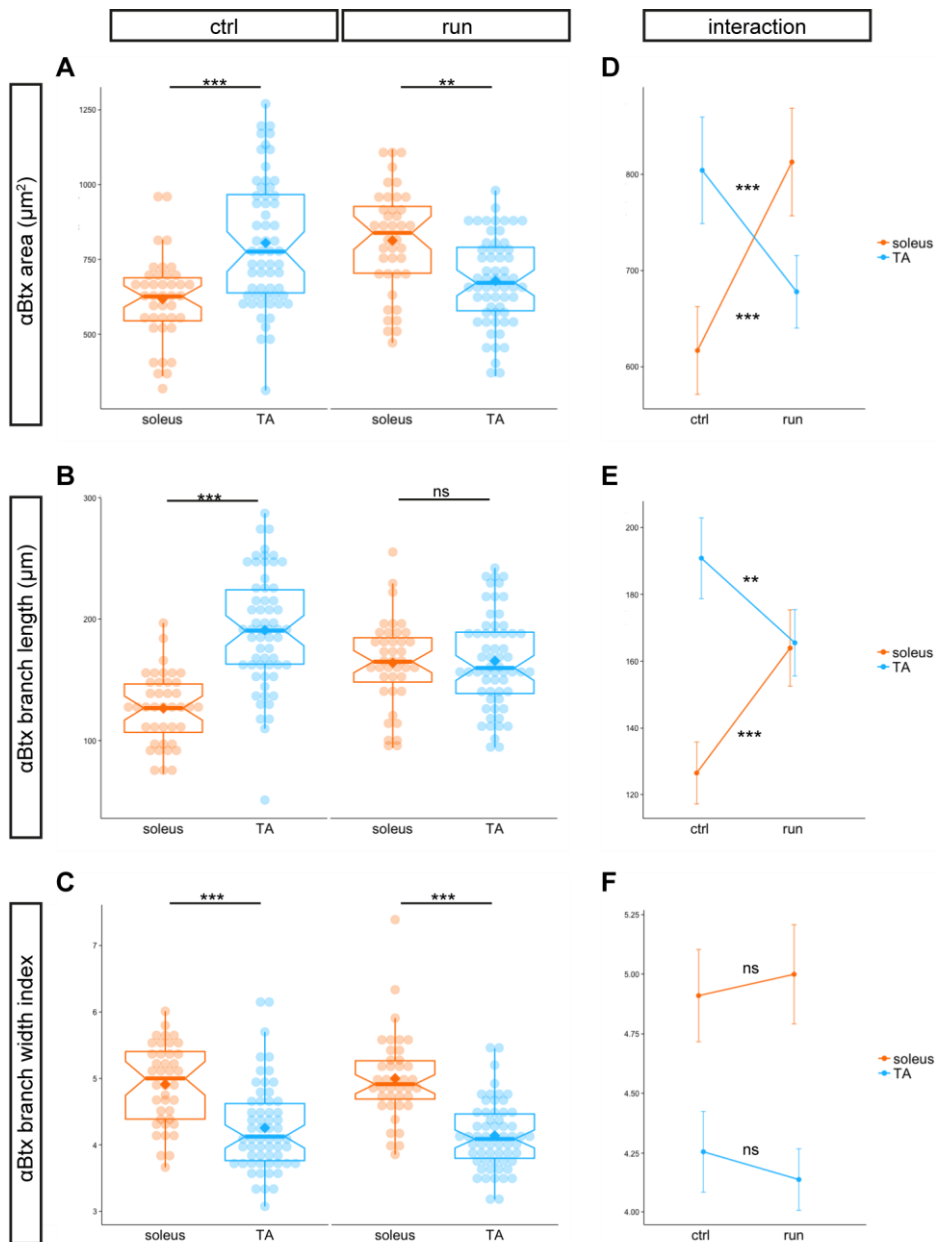 ctrl run interaction
A *** ** D
αBtx area (µm²)
1250
1000
750
500
soleus TA soleus TA
800
700
600
***
***
ctrl run
soleus
TA
B *** ns E
αBtx branch length (µm)
300
200
100
soleus TA soleus TA
200
180
160
140
120
**
***
ctrl run
soleus
TA
C *** *** F
αBtx branch width index
7
6
5
4
3
soleus TA soleus TA
5.25
5.00
4.75
4.50
4.25
4.00
ns
ns
ctrl run
soleus
TA